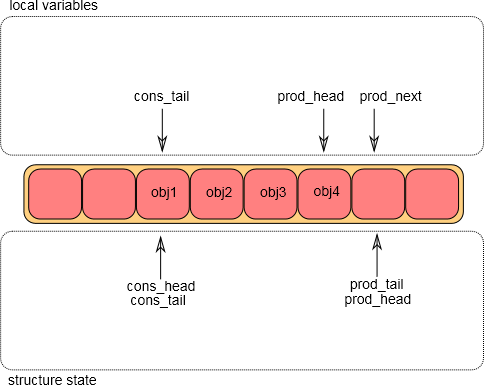 local variables
cons_tail
prod_head
prod_next
obj1
obj2
obj3
obj4
cons_head
cons_tail
prod_tail
prod_head
structure state